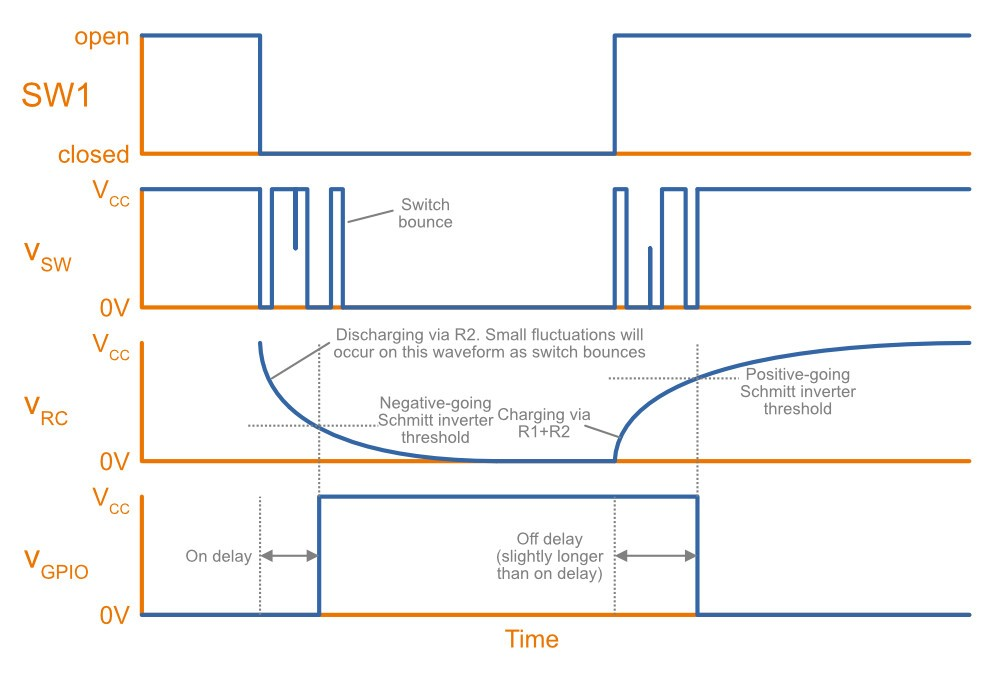 open
SW1
closed
VCC
Switch
bounce
vSW
0V
Discharging via R2. Small fluctuations will
occur on this waveform as switch bounces
VCC
Positive-going
Schmitt inverter
threshold
Negative-going
Schmitt inverter
threshold
Charging via
R1+R2
vRC
0V
VCC
On delay
Off delay
(slightly longer
than on delay)
vGPIO
0V
Time